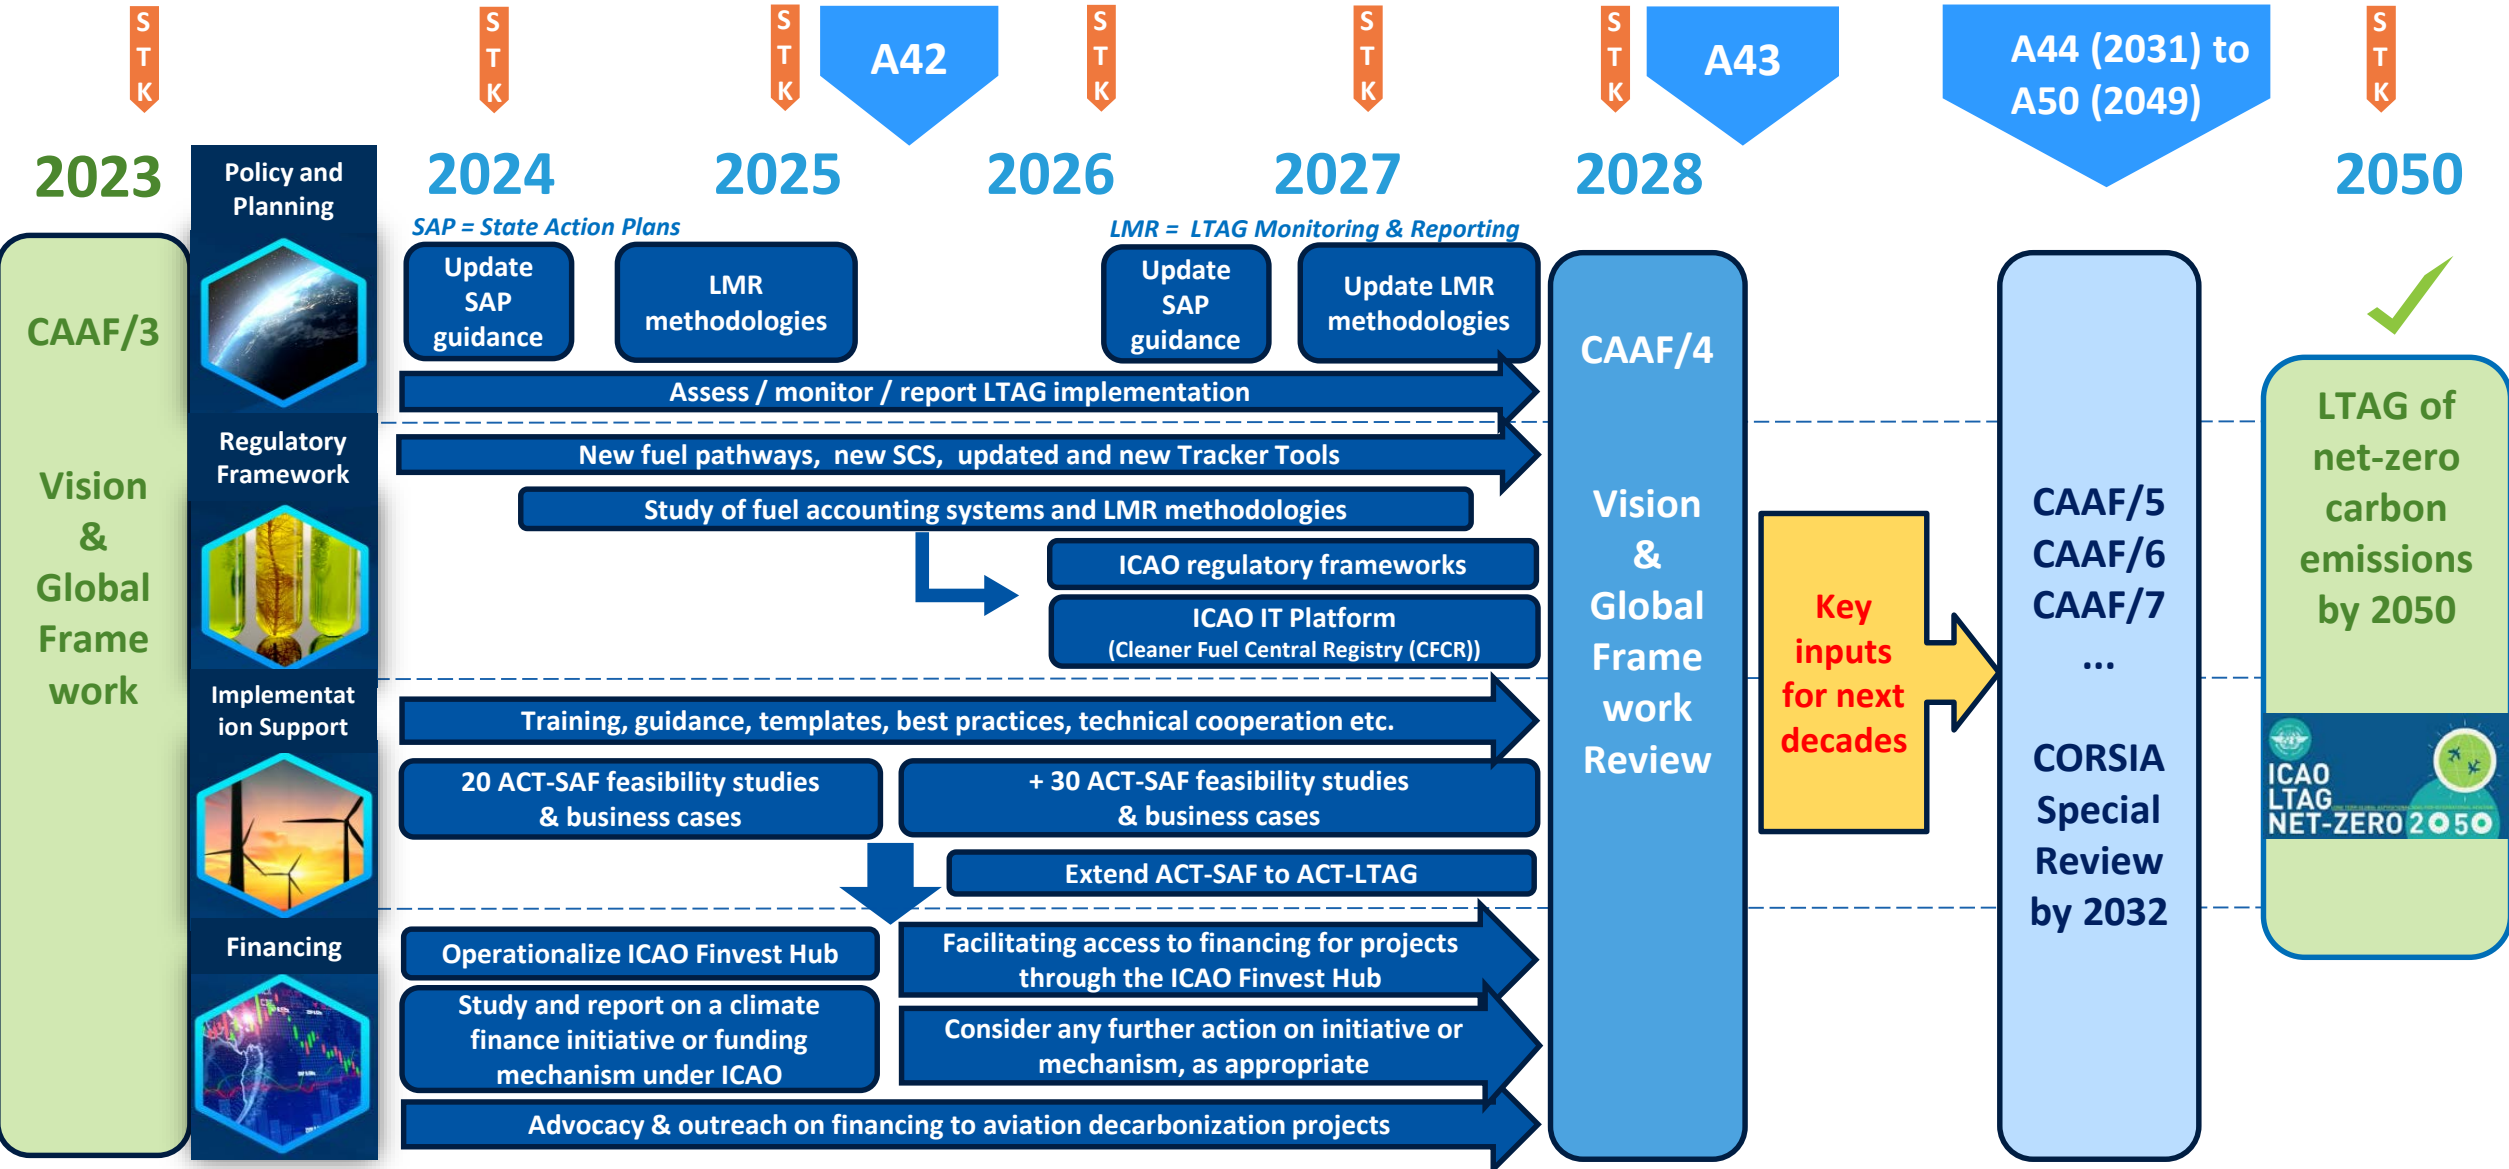 S
T
K
S
T
K
S
T
K
A42
S
T
K
S
T
K
S
T
K
A43
A44 (2031) to
A50 (2049)
S
T
K
2023
2024
2025
2026
2027
2028
2050
SAP = State Action Plans
LMR = LTAG Monitoring & Reporting
CAAF/3
Vision
&
Global
Frame
work
Policy and
Planning
Update
SAP
guidance
LMR
methodologies
Update
SAP
guidance
Update LMR
methodologies
Assess / monitor / report LTAG implementation
Regulatory
Framework
New fuel pathways, new SCS, updated and new Tracker Tools
Study of fuel accounting systems and LMR methodologies
ICAO regulatory frameworks
ICAO IT Platform
(Cleaner Fuel Central Registry (CFCR))
Implementat
ion Support
Training, guidance, templates, best practices, technical cooperation etc.
20 ACT-SAF feasibility studies
& business cases
+ 30 ACT-SAF feasibility studies
& business cases
Extend ACT-SAF to ACT-LTAG
Financing
Operationalize ICAO Finvest Hub
Facilitating access to financing for projects
through the ICAO Finvest Hub
Study and report on a climate
finance initiative or funding
mechanism under ICAO
Consider any further action on initiative or
mechanism, as appropriate
Advocacy & outreach on financing to aviation decarbonization projects
CAAF/4
Vision
&
Global
Frame
work
Review
Key
inputs
for next
decades
CAAF/5
CAAF/6
CAAF/7
...
CORSIA
Special
Review
by 2032
LTAG of
net-zero
carbon
emissions
by 2050
ICAO
LTAG
NET-ZERO 2050